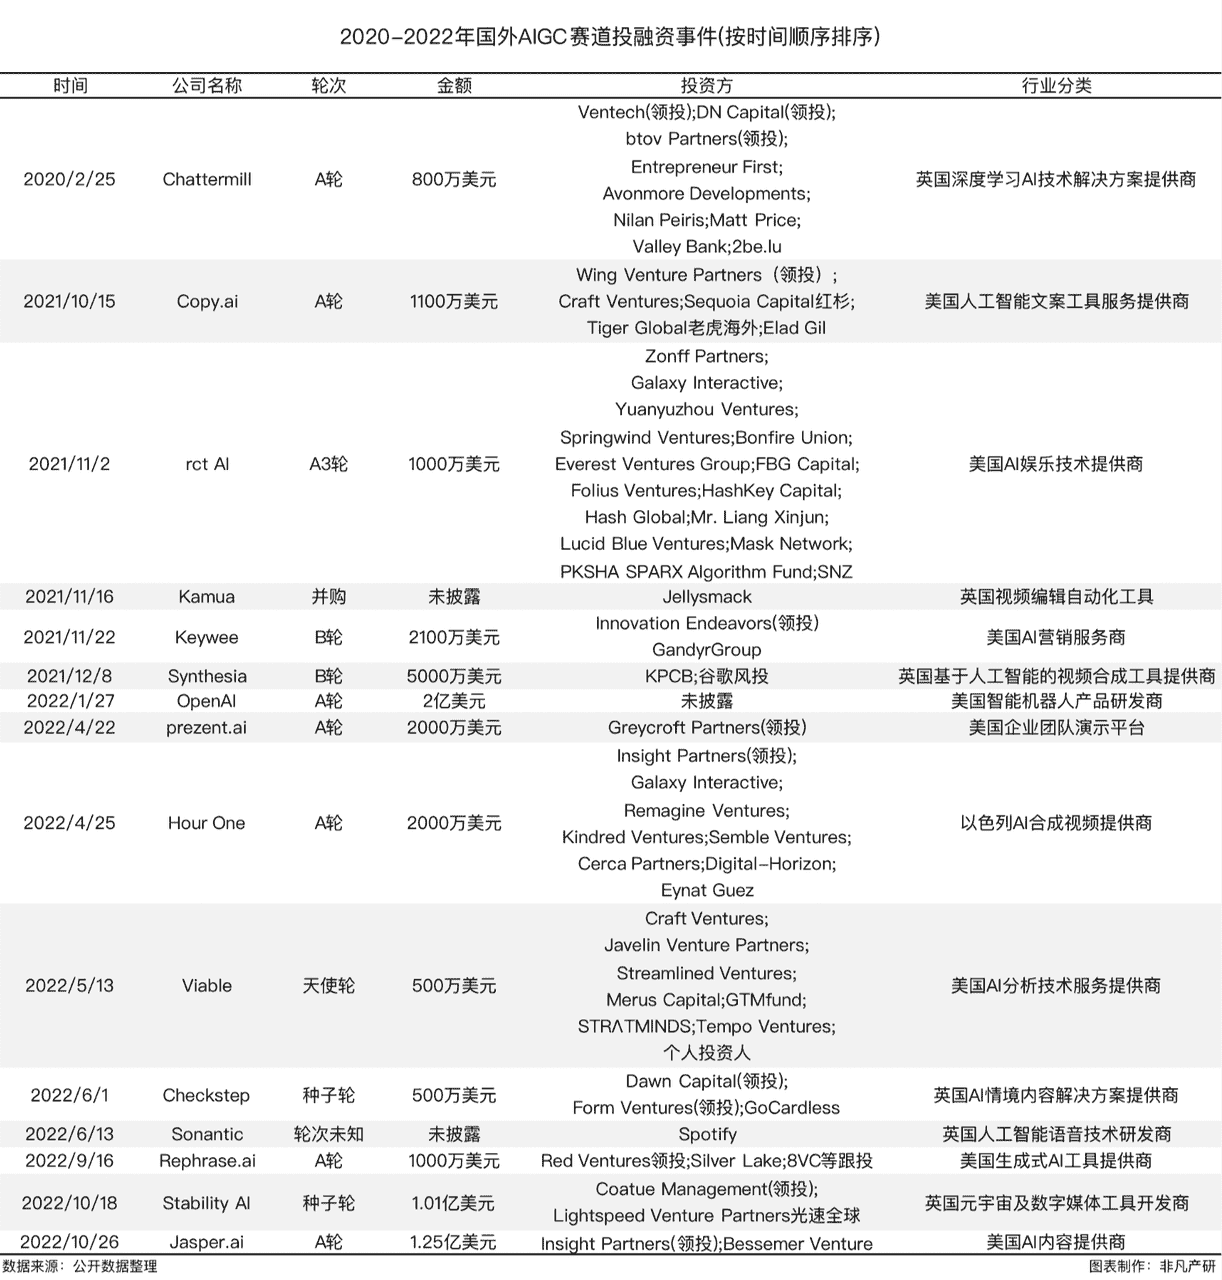 2020-2022年国外AIGC赛道投融资事件(按时间顺序排序)
时间 公司名称 轮次 金额 投资方 行业分类
Ventech(领投);DN Capital(领投);
btov Partners(领投);
Entrepreneur First;
2020/2/25 Chattermill A轮 800万美元 英国深度学习AI技术解决方案提供商
Avonmore Developments;
Nilan Peiris;Matt Price;
Valley Bank;2be.lu
Wing Venture Partners（领投）;
2021/10/15 Copy.ai A轮 1100万美元 Craft Ventures;Sequoia Capital红杉; 美国人工智能文案工具服务提供商
Tiger Global老虎海外;Elad Gil
Zonff Partners;
Galaxy Interactive;
Yuanyuzhou Ventures;
Springwind Ventures;Bonfire Union;
2021/11/2 rct AI A3轮 1000万美元 Everest Ventures Group;FBG Capital; 美国AI娱乐技术提供商
Folius Ventures;HashKey Capital;
Hash Global;Mr. Liang Xinjun;
Lucid Blue Ventures;Mask Network;
PKSHA SPARX Algorithm Fund;SNZ
2021/11/16 Kamua 并购 未披露 Jellysmack 英国视频编辑自动化工具
Innovation Endeavors(领投)
2021/11/22 Keywee B轮 2100万美元 美国AI营销服务商
GandyrGroup
2021/12/8 Synthesia B轮 5000万美元 KPCB;谷歌风投 英国基于人工智能的视频合成工具提供商
2022/1/27 OpenAI A轮 2亿美元 未披露 美国智能机器人产品研发商
2022/4/22 prezent.ai A轮 2000万美元 Greycroft Partners(领投) 美国企业团队演示平台
Insight Partners(领投);
Galaxy Interactive;
Remagine Ventures;
2022/4/25 Hour One A轮 2000万美元 以色列AI合成视频提供商
Kindred Ventures;Semble Ventures;
Cerca Partners;Digital-Horizon;
Eynat Guez
Craft Ventures;
Javelin Venture Partners;
Streamlined Ventures;
2022/5/13 Viable 天使轮 500万美元 美国AI分析技术服务提供商
Merus Capital;GTMfund;
STRΛTMINDS;Tempo Ventures;
个人投资人
Dawn Capital(领投);
2022/6/1 Checkstep 种子轮 500万美元 英国AI情境内容解决方案提供商
Form Ventures(领投);GoCardless
2022/6/13 Sonantic 轮次未知 未披露 Spotify 英国人工智能语音技术研发商
2022/9/16 Rephrase.ai A轮 1000万美元 Red Ventures领投;Silver Lake;8VC等跟投 美国生成式AI工具提供商
Coatue Management(领投);
2022/10/18 Stability AI 种子轮 1.01亿美元 英国元宇宙及数字媒体工具开发商
Lightspeed Venture Partners光速全球
2022/10/26 Jasper.ai A轮 1.25亿美元 Insight Partners(领投);Bessemer Venture 美国AI内容提供商
数据来源：公开数据整理 图表制作：非凡产研